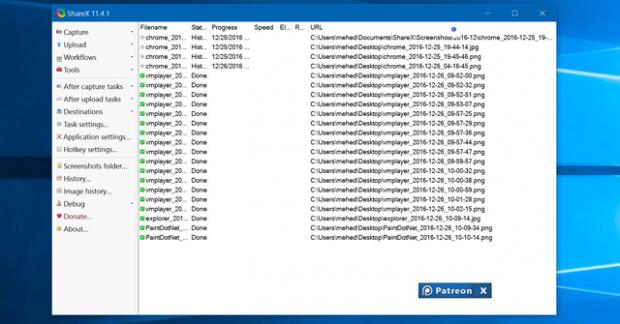 ShareX 11.4.1
Capture
Upload
Workflows
Tools
After capture tasks
After upload tasks
Destinations
Task settings...
Application settings...
Hotkey settings...
Screenshots folder...
History...
Image history...
Debug
Donate...
About...
Filename Stat... Progress Speed El... R... URL
chrome_201... Hist... 12/25/2016 ... C:\Users\mehed\Documents\ShareX\Screenshots\2016-12\chrome_2016-12-25_19-...
chrome_201... Hist... 12/25/2016 ... C:\Users\mehed\Desktop\chrome_2016-12-25_19-44-14.jpg
chrome_201... Hist... 12/25/2016 ... C:\Users\mehed\Desktop\chrome_2016-12-25_19-45-46.png
chrome_201... Hist... 12/26/2016 ... C:\Users\mehed\Desktop\chrome_2016-12-26_04-16-45.png
vmplayer_20... Done C:\Users\mehed\Desktop\vmplayer_2016-12-26_09-52-00.png
vmplayer_20... Done C:\Users\mehed\Desktop\vmplayer_2016-12-26_09-52-32.png
vmplayer_20... Done C:\Users\mehed\Desktop\vmplayer_2016-12-26_09-52-51.png
vmplayer_20... Done C:\Users\mehed\Desktop\vmplayer_2016-12-26_09-53-07.png
vmplayer_20... Done C:\Users\mehed\Desktop\vmplayer_2016-12-26_09-57-25.png
vmplayer_20... Done C:\Users\mehed\Desktop\vmplayer_2016-12-26_09-57-29.png
vmplayer_20... Done C:\Users\mehed\Desktop\vmplayer_2016-12-26_09-57-44.png
vmplayer_20... Done C:\Users\mehed\Desktop\vmplayer_2016-12-26_09-57-47.png
vmplayer_20... Done C:\Users\mehed\Desktop\vmplayer_2016-12-26_09-59-57.png
vmplayer_20... Done C:\Users\mehed\Desktop\vmplayer_2016-12-26_10-00-32.png
vmplayer_20... Done C:\Users\mehed\Desktop\vmplayer_2016-12-26_10-00-38.png
vmplayer_20... Done C:\Users\mehed\Desktop\vmplayer_2016-12-26_10-00-59.png
vmplayer_20... Done C:\Users\mehed\Desktop\vmplayer_2016-12-26_10-01-28.png
vmplayer_20... Done C:\Users\mehed\Desktop\vmplayer_2016-12-26_10-02-15.png
explorer_201... Done C:\Users\mehed\Desktop\explorer_2016-12-26_10-09-14.jpg
PaintDotNet_... Done C:\Users\mehed\Desktop\PaintDotNet_2016-12-26_10-09-34.png
PaintDotNet_... Done C:\Users\mehed\Desktop\PaintDotNet_2016-12-26_10-10-14.png
Patreon X